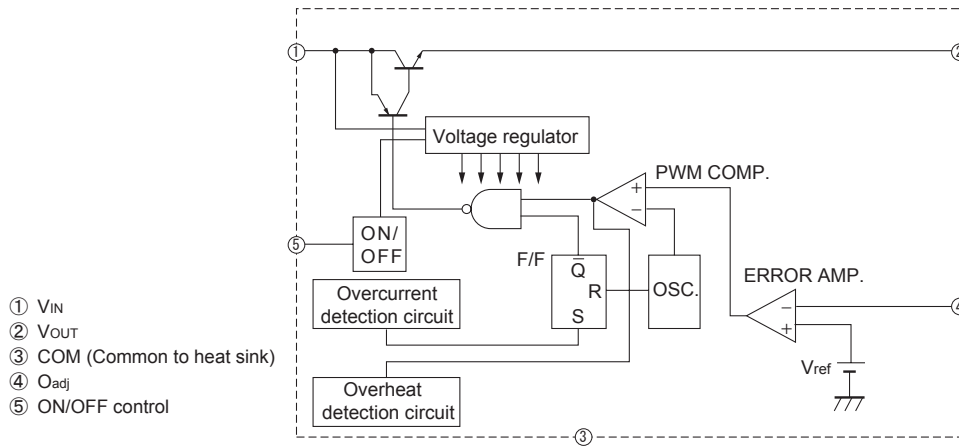 ①
②
Voltage regulator
PWM COMP.
+
−
⑤
ON/
OFF
F/F
Q̅
R
S
OSC.
ERROR AMP.
−
+
④
Vref
Overcurrent
detection circuit
Overheat
detection circuit
③
① VIN
② VOUT
③ COM (Common to heat sink)
④ Oadj
⑤ ON/OFF control